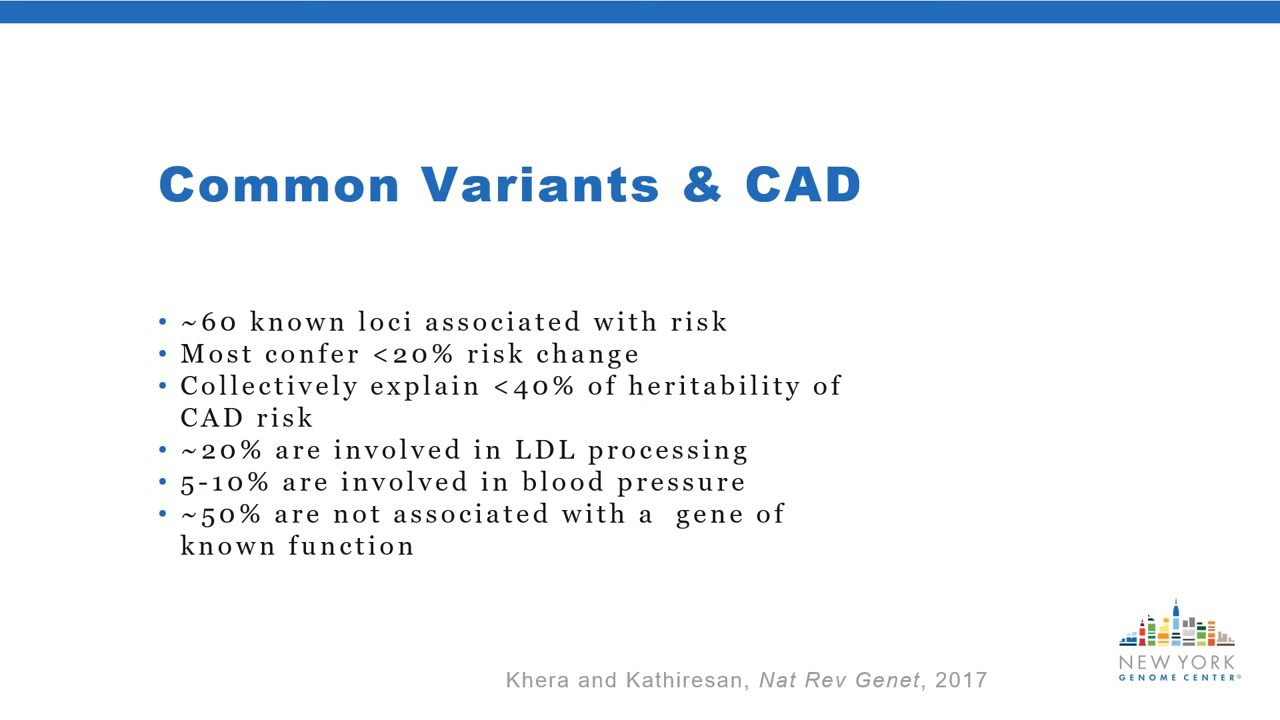 Common Variants & CAD
• ~60 known loci associated with risk
• Most confer <20% risk change
• Collectively explain <40% of heritability of
CAD risk
• ~20% are involved in LDL processing
• 5-10% are involved in blood pressure
• ~50% are not associated with a  gene of
known function
NEW YORK
GENOME CENTER®
Khera and Kathiresan, Nat Rev Genet, 2017